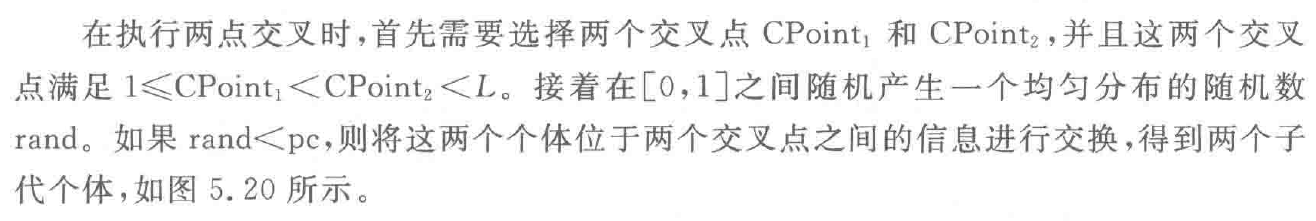 在执行两点交叉时,首先需要选择两个交叉点 CPoint₁ 和 CPoint₂,并且这两个交叉
点满足 1≤CPoint₁<CPoint₂<L。接着在[0,1]之间随机产生一个均匀分布的随机数
rand。如果 rand<pc,则将这两个个体位于两个交叉点之间的信息进行交换,得到两个子
代个体,如图 5.20 所示。